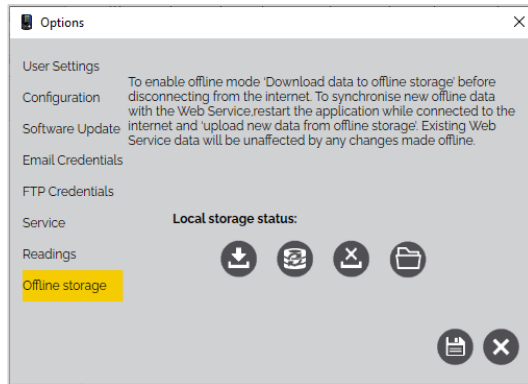 Options
User Settings
Configuration
Software Update
Email Credentials
FTP Credentials
Service
Readings
Offline storage
To enable offline mode 'Download data to offline storage' before
disconnecting from the internet. To synchronise new offline data
with the Web Service,restart the application while connected to the
internet and 'upload new data from offline storage'. Existing Web
Service data will be unaffected by any changes made offline.
Local storage status: